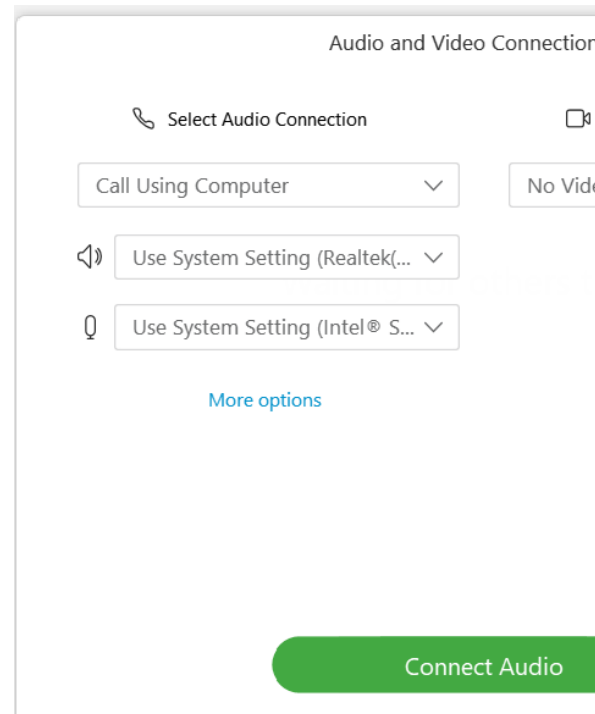 Audio and Video Connection
Select Audio Connection
Call Using Computer
No Vide
Use System Setting (Realtek(...
Use System Setting (Intel® S...
More options
Connect Audio